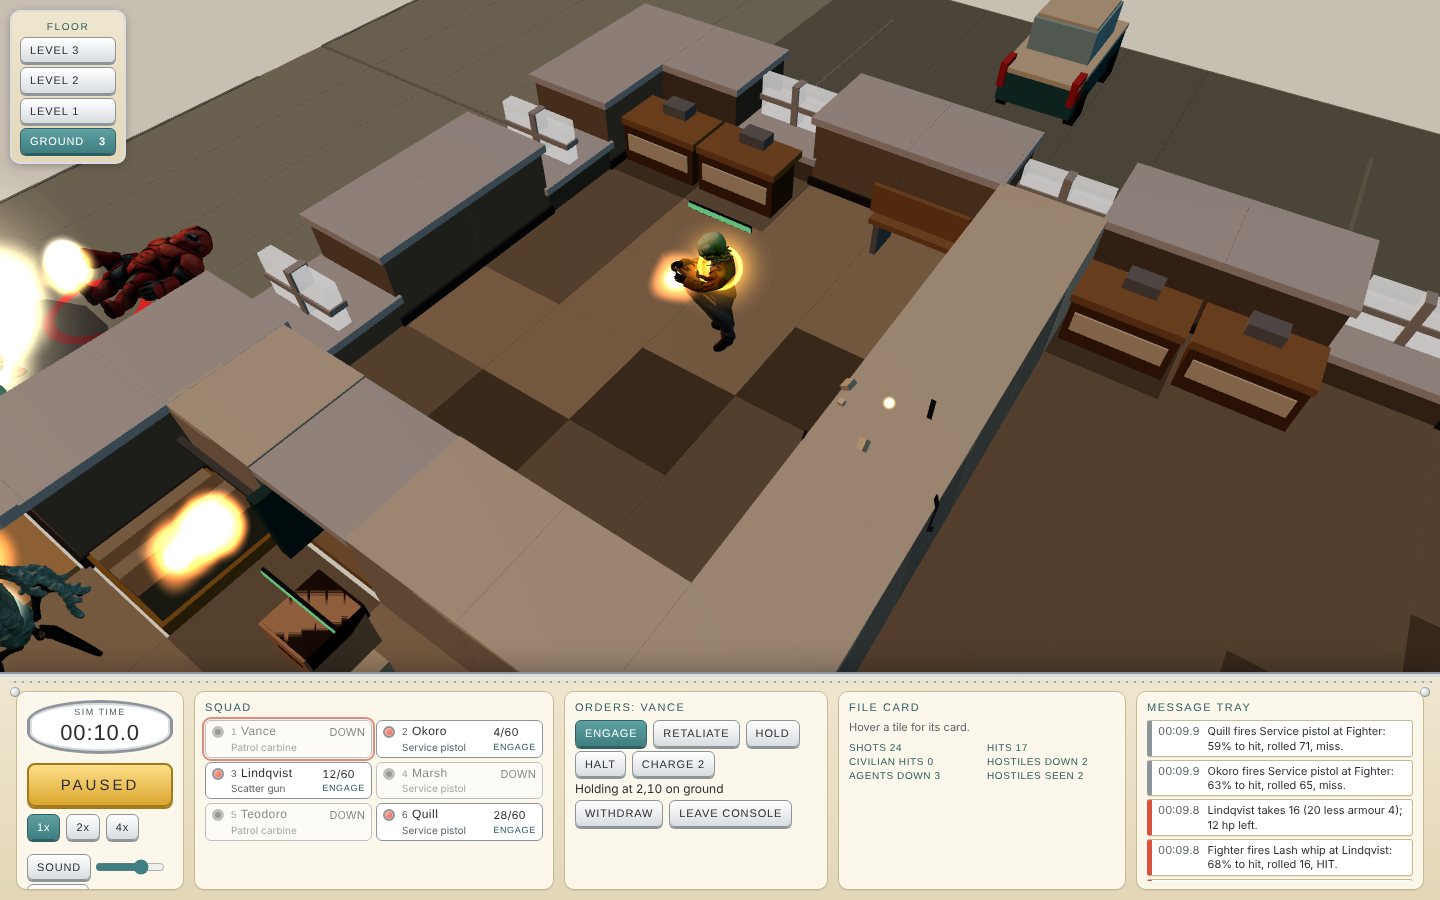 FLOOR
LEVEL 3
LEVEL 2
LEVEL 1
GROUND 3
SIM TIME
00:10.0
PAUSED
1x 2x 4x
SOUND
SQUAD
1 Vance DOWN
Patrol carbine
2 Okoro 4/60
Service pistol ENGAGE
3 Lindqvist 12/60
Scatter gun ENGAGE
4 Marsh DOWN
Service pistol
5 Teodoro DOWN
Patrol carbine
6 Quill 28/60
Service pistol ENGAGE
ORDERS: VANCE
ENGAGE RETALIATE HOLD
HALT CHARGE 2
Holding at 2,10 on ground
WITHDRAW LEAVE CONSOLE
FILE CARD
Hover a tile for its card.
SHOTS 24 HITS 17
CIVILIAN HITS 0 HOSTILES DOWN 2
AGENTS DOWN 3 HOSTILES SEEN 2
MESSAGE TRAY
00:09.9 Quill fires Service pistol at Fighter:
59% to hit, rolled 71, miss.
00:09.9 Okoro fires Service pistol at Fighter:
63% to hit, rolled 65, miss.
00:09.8 Lindqvist takes 16 (20 less armour 4);
12 hp left.
00:09.8 Fighter fires Lash whip at Lindqvist:
68% to hit, rolled 16, HIT.